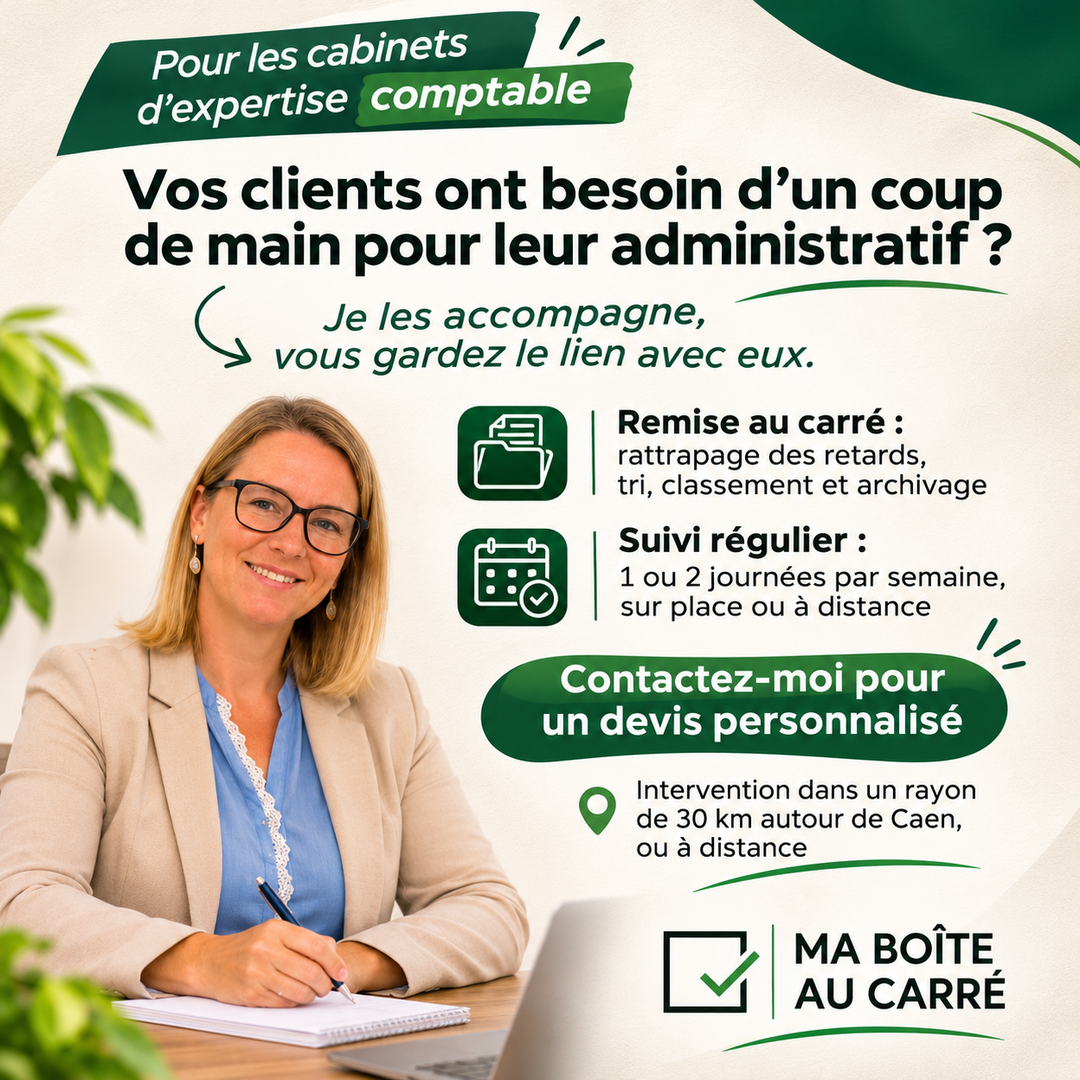 Pour les cabinets
d’expertise comptable
Vos clients ont besoin d’un coup
de main pour leur administratif ?
Je les accompagne,
vous gardez le lien avec eux.
Remise au carré :
rattrapage des retards,
tri, classement et archivage
Suivi régulier :
1 ou 2 journées par semaine,
sur place ou à distance
Contactez-moi pour
un devis personnalisé
Intervention dans un rayon
de 30 km autour de Caen,
ou à distance
MA BOÎTE
AU CARRÉ